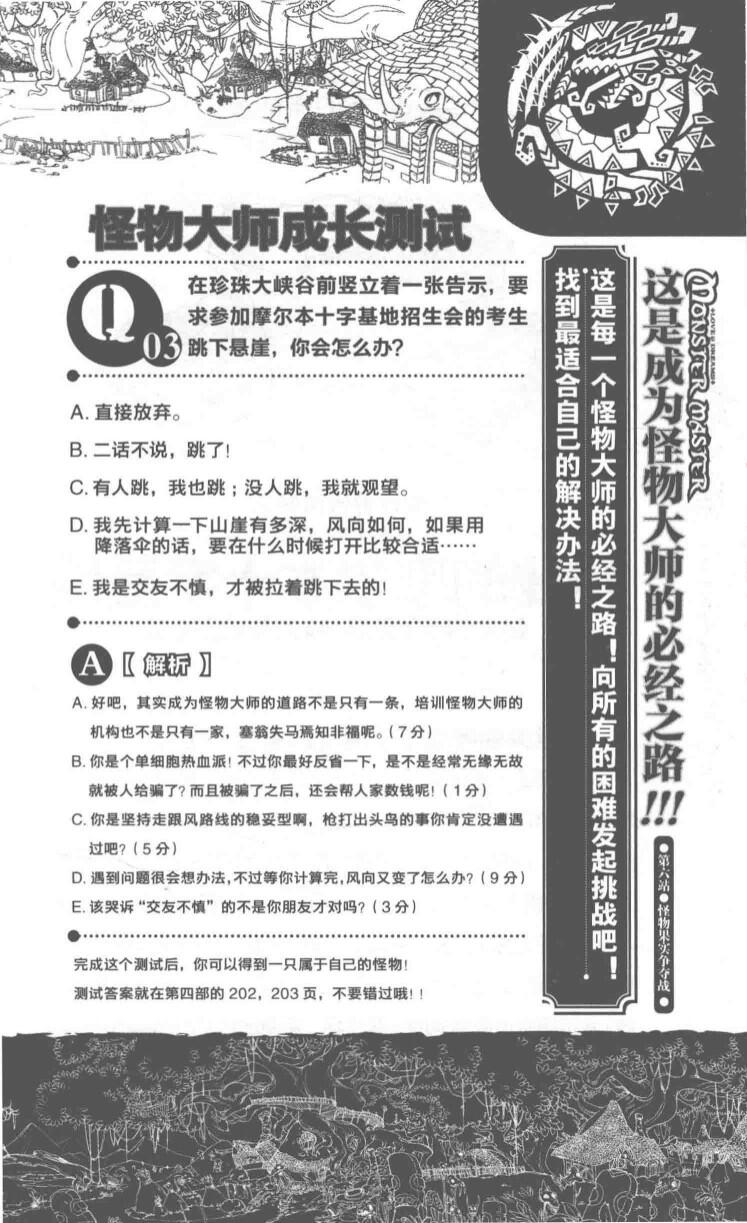 怪物大师成长测试
Q03
在珍珠大峡谷前竖立着一张告示，要
求参加摩尔本十字基地招生会的考生
跳下悬崖，你会怎么办？
A. 直接放弃。
B. 二话不说，跳了！
C. 有人跳，我也跳；没人跳，我就观望。
D. 我先计算一下山崖有多深，风向如何，如果用
降落伞的话，要在什么时候打开比较合适……
E. 我是交友不慎，才被拉着跳下去的！
A【解析】
A. 好吧，其实成为怪物大师的道路不是只有一条，培训怪物大师的
机构也不是只有一家，塞翁失马焉知非福呢。（7分）
B. 你是个单细胞热血派！不过你最好反省一下，是不是经常无缘无故
就被人给骗了？而且被骗了之后，还会帮人家数钱呢！（1分）
C. 你是坚持走跟风路线的稳妥型啊，枪打出头鸟的事你肯定没遭遇
过吧？（5分）
D. 遇到问题很会想办法，不过等你计算完，风向又变了怎么办？（9分）
E. 该哭诉“交友不慎”的不是你朋友才对吗？（3分）
完成这个测试后，你可以得到一只属于自己的怪物！
测试答案就在第四部的202，203页，不要错过哦！！
这是每一个怪物大师的必经之路！向所有的困难发起挑战吧！
找到最适合自己的解决办法！
MONSTER MASTER
LOVE & DREAMS
这是成为怪物大师的必经之路!!!
●第六站●怪物果实争夺战●